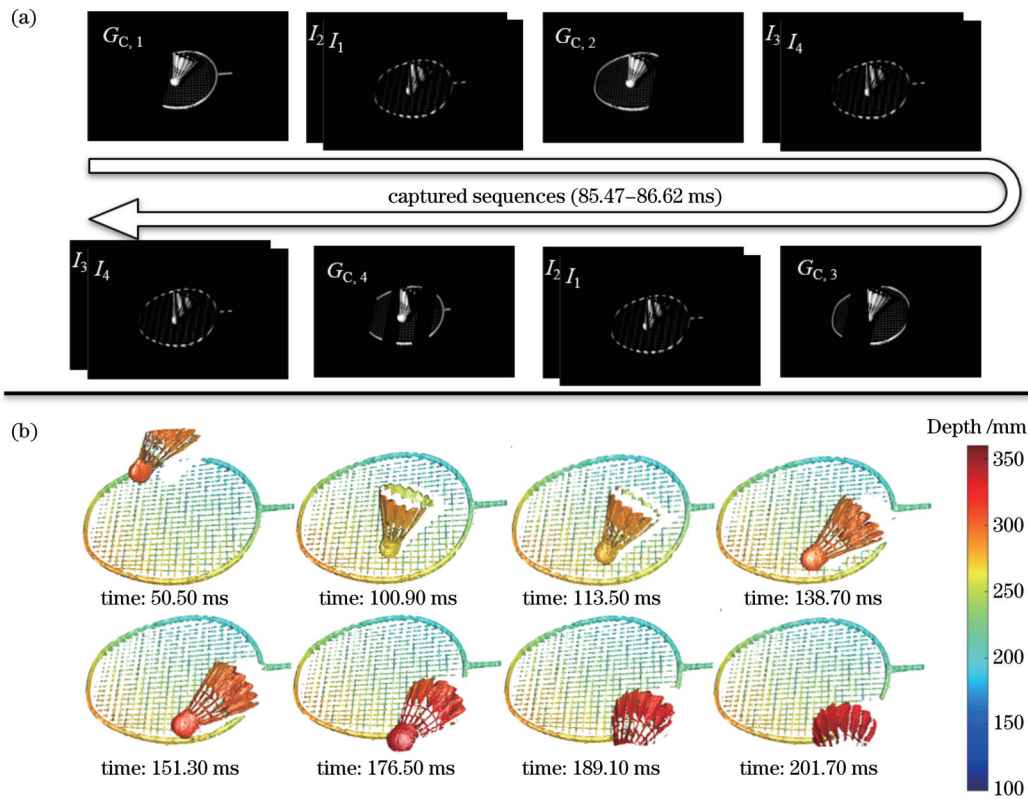 (a)
G_C, 1
I_2 I_1
G_C, 2
I_3 I_4
captured sequences (85.47–86.62 ms)
I_3 I_4
G_C, 4
I_2 I_1
G_C, 3
(b)
Depth /mm
350
300
250
200
150
100
time: 50.50 ms
time: 100.90 ms
time: 113.50 ms
time: 138.70 ms
time: 151.30 ms
time: 176.50 ms
time: 189.10 ms
time: 201.70 ms